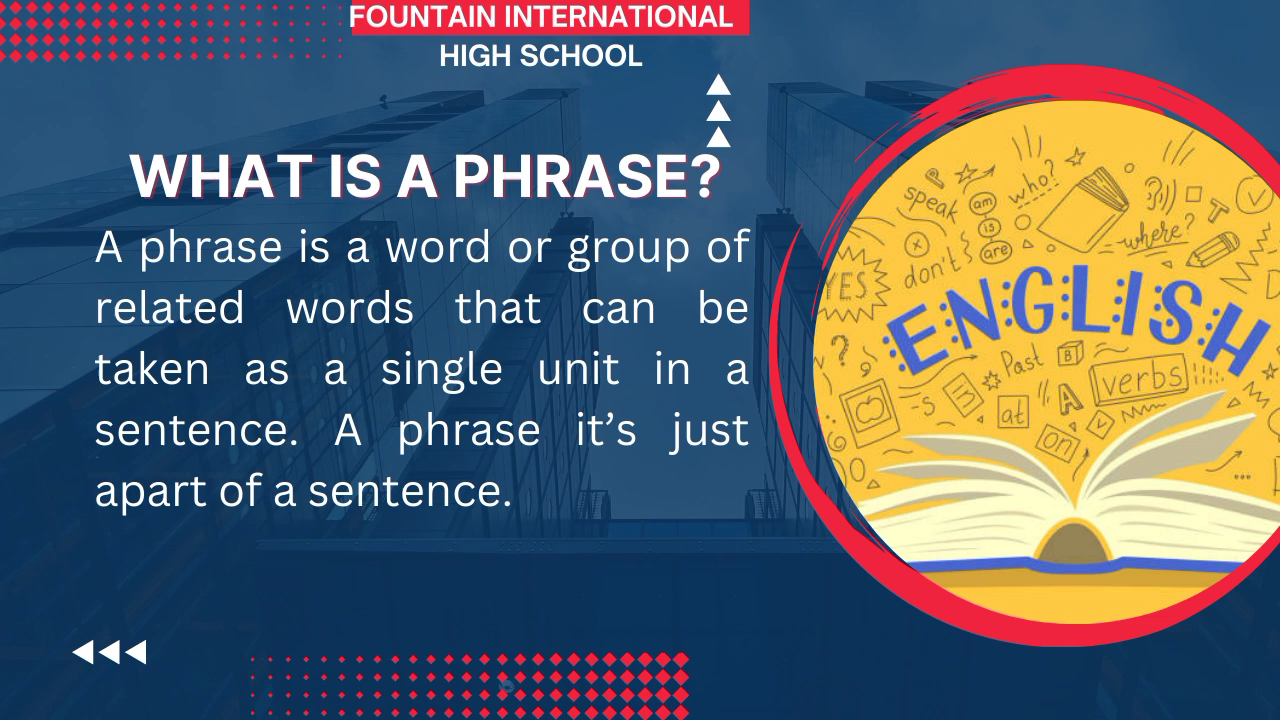 FOUNTAIN INTERNATIONAL
HIGH SCHOOL
WHAT IS A PHRASE?
A phrase is a word or group of
related words that can be
taken as a single unit in a
sentence. A phrase it’s just
apart of a sentence.
speak
am
is
are
who?
where?
T
don't
YES
ENGLISH
?
Past
B
verbs
-s
at
A
on